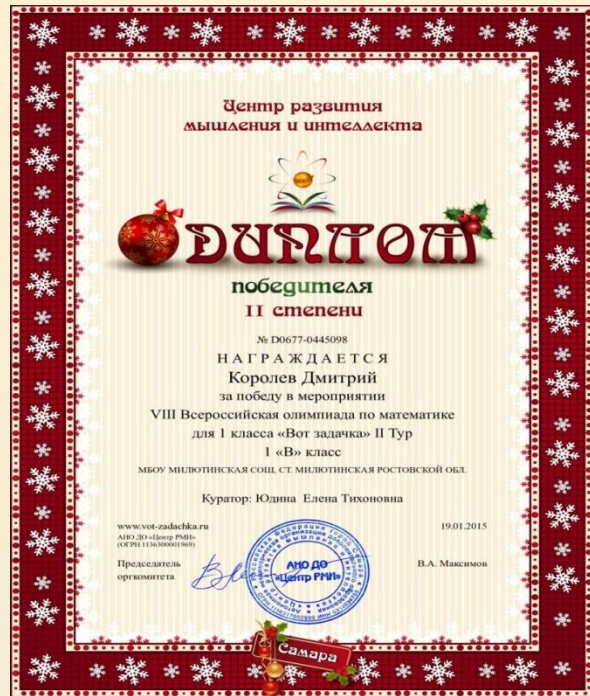 Центр развития
мышления и интеллекта
ДИПЛОМ
победителя
II степени
№ D0677-0445098
НАГРАЖДАЕТСЯ
Королев Дмитрий
за победу в мероприятии
VIII Всероссийская олимпиада по математике
для 1 класса «Вот задачка» II Тур
1 «В» класс
МБОУ МИЛЮТИНСКАЯ СОШ, СТ. МИЛЮТИНСКАЯ РОСТОВСКОЙ ОБЛ.
Куратор: Юдина Елена Тихоновна
www.vot-zadachka.ru
19.01.2015
АНО ДО «Центр РМИ»
(ОГРН 1136300001969)
Председатель
оргкомитета
В.А. Максимов
АНО ДО
«Центр РМИ»
Самара